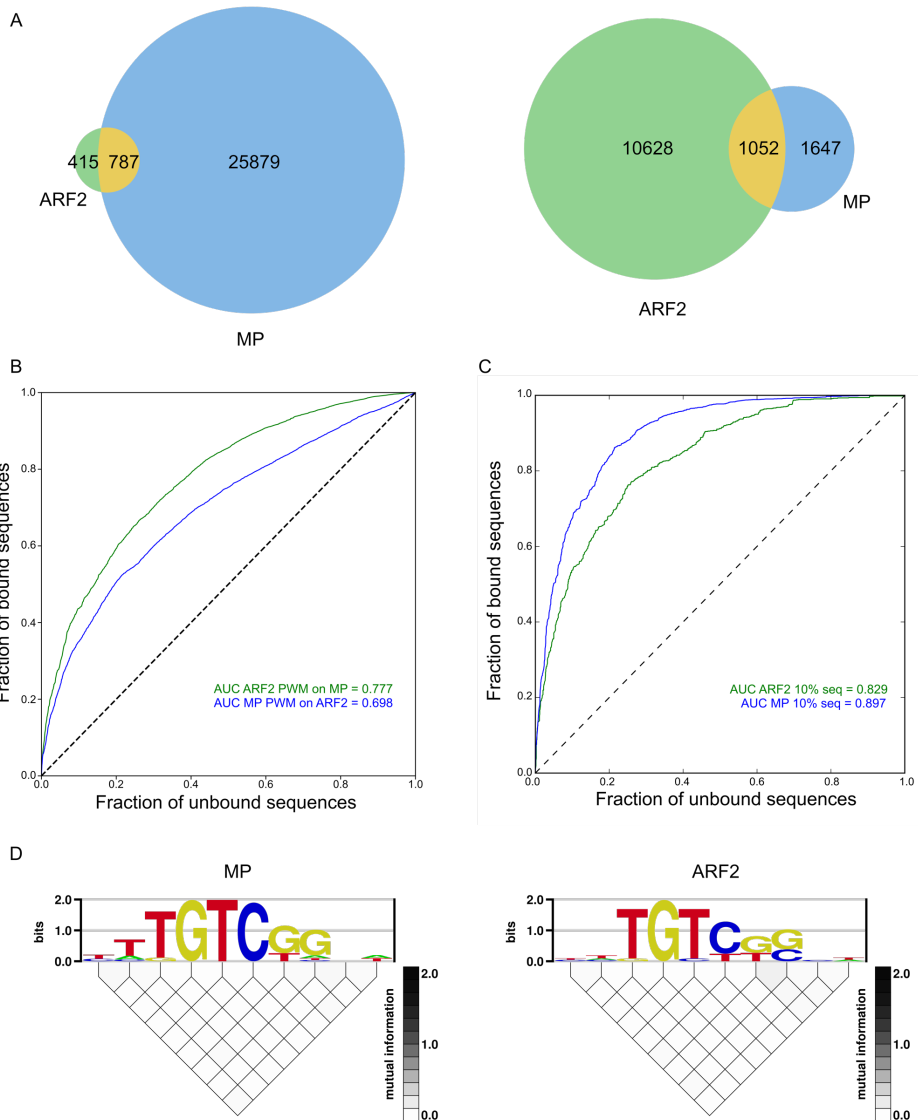 A
415 787 25879
ARF2
MP
10628 1052 1647
MP
ARF2
B
1.0
0.8
0.6
0.4
0.2
0.0
0.0 0.2 0.4 0.6 0.8 1.0
Fraction of bound sequences
Fraction of unbound sequences
AUC ARF2 PWM on MP = 0.777
AUC MP PWM on ARF2 = 0.698
C
1.0
0.8
0.6
0.4
0.2
0.0
0.0 0.2 0.4 0.6 0.8 1.0
Fraction of bound sequences
Fraction of unbound sequences
AUC ARF2 10% seq = 0.829
AUC MP 10% seq = 0.897
D
MP
2.0
1.0
0.0
bits
TTGTCGG
2.0
1.0
0.0
mutual information
ARF2
2.0
1.0
0.0
bits
TGTCGG
2.0
1.0
0.0
mutual information